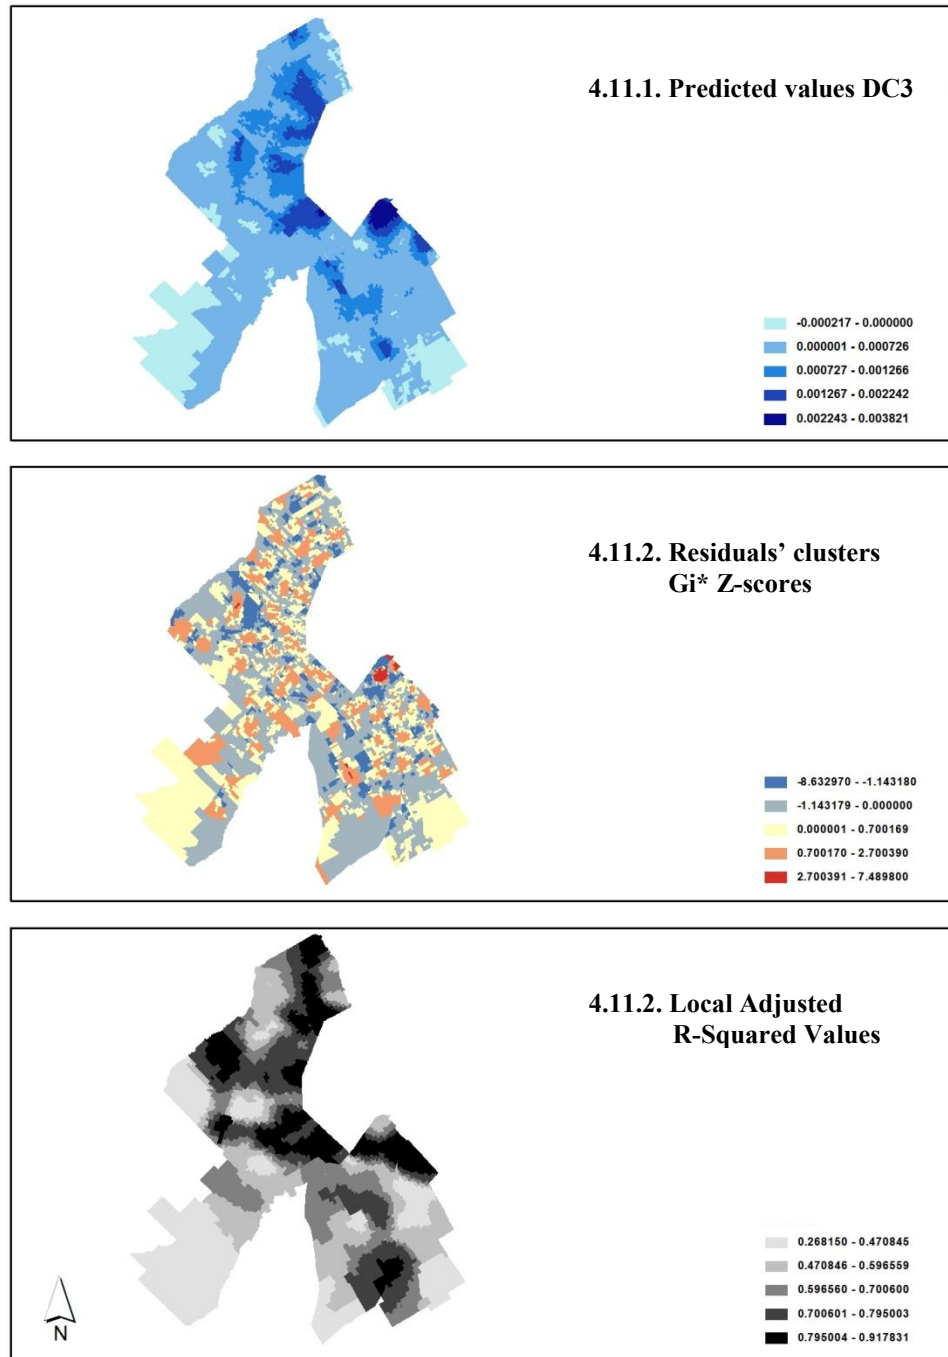 4.11.1. Predicted values DC3
-0.000217 - 0.000000
0.000001 - 0.000726
0.000727 - 0.001266
0.001267 - 0.002242
0.002243 - 0.003821
4.11.2. Residuals’ clusters
Gi* Z-scores
-8.632970 - -1.143180
-1.143179 - 0.000000
0.000001 - 0.700169
0.700170 - 2.700390
2.700391 - 7.489800
4.11.2. Local Adjusted
R-Squared Values
0.268150 - 0.470845
0.470846 - 0.596559
0.596560 - 0.700600
0.700601 - 0.795003
0.795004 - 0.917831
N